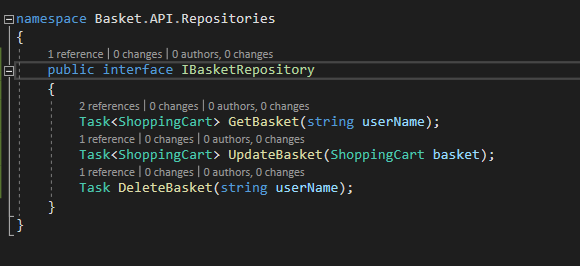 namespace Basket.API.Repositories
{
1 reference | 0 changes | 0 authors, 0 changes
public interface IBasketRepository
{
2 references | 0 changes | 0 authors, 0 changes
Task<ShoppingCart> GetBasket(string userName);
1 reference | 0 changes | 0 authors, 0 changes
Task<ShoppingCart> UpdateBasket(ShoppingCart basket);
1 reference | 0 changes | 0 authors, 0 changes
Task DeleteBasket(string userName);
}
}